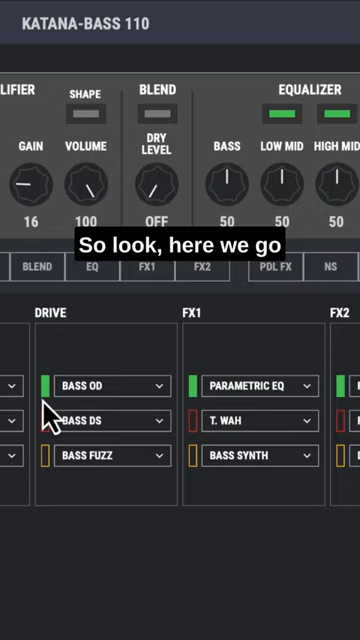 KATANA-BASS 110
LIFIER
SHAPE
BLEND
EQUALIZER
GAIN
VOLUME
DRY
LEVEL
BASS
LOW MID
HIGH MID
16
100
OFF
50
50
50
So look, here we go
BLEND
EQ
FX1
FX2
PDL FX
NS
DRIVE
FX1
FX2
BASS OD
PARAMETRIC EQ
BASS DS
T. WAH
BASS FUZZ
BASS SYNTH